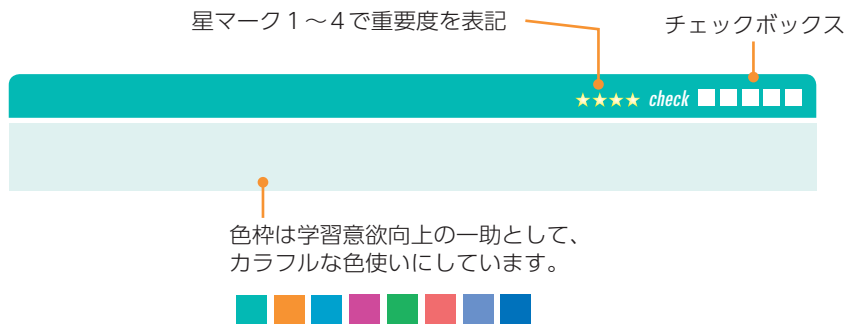 星マーク１～４で重要度を表記
チェックボックス
★★★★ check
色枠は学習意欲向上の一助として、
カラフルな色使いにしています。